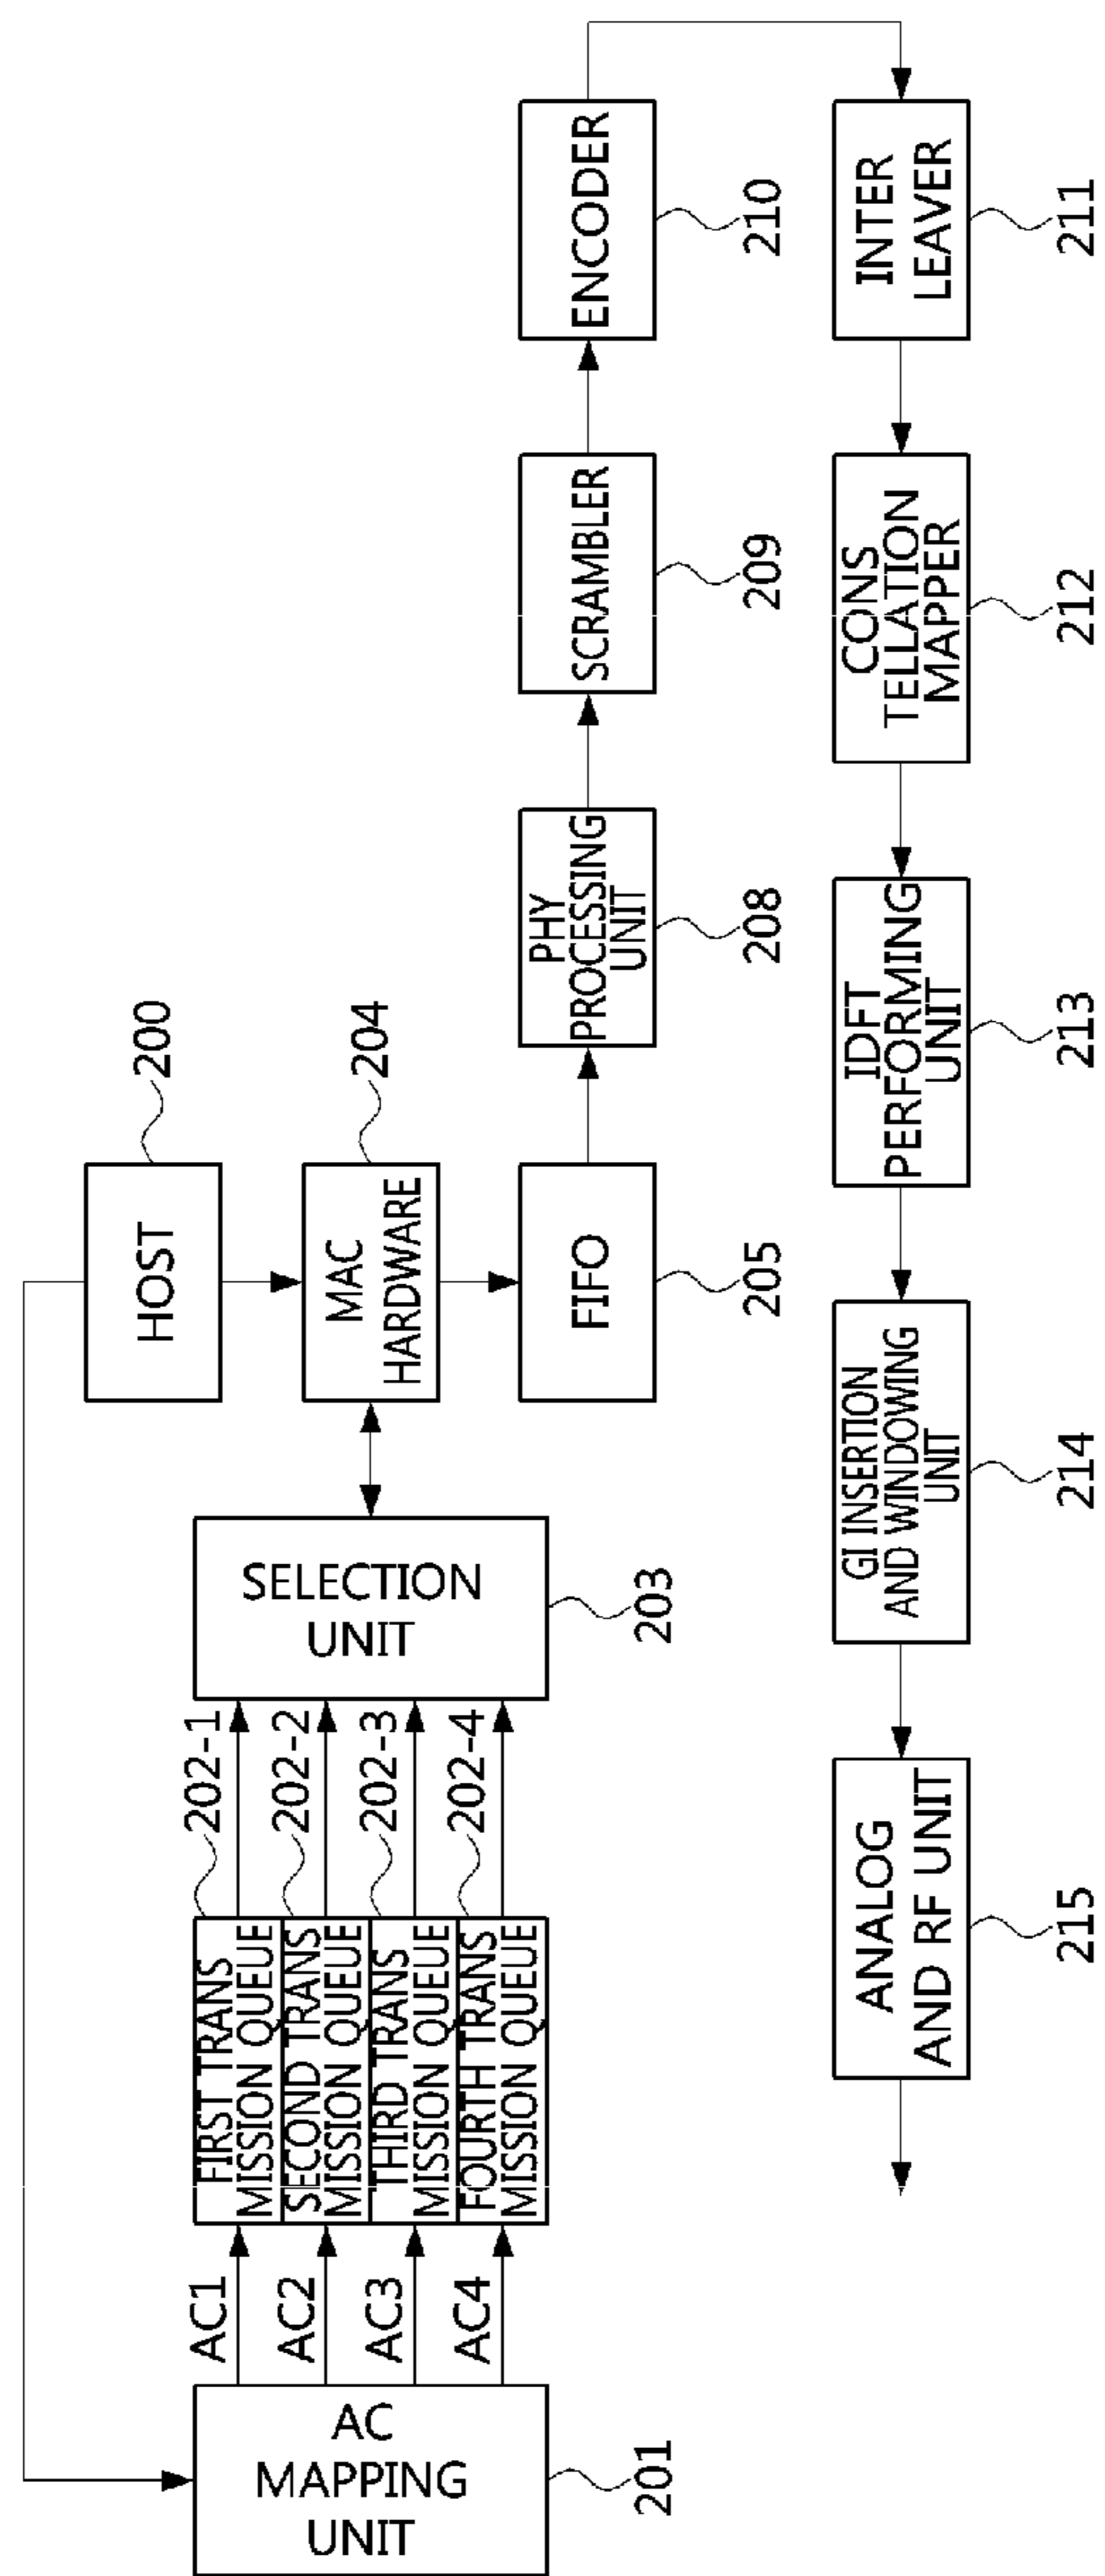 HOST
200
AC
MAPPING
UNIT
201
AC1
AC2
AC3
AC4
FIRST TRANS
MISSION QUEUE
SECOND TRANS
MISSION QUEUE
THIRD TRANS
MISSION QUEUE
FOURTH TRANS
MISSION QUEUE
202-1
202-2
202-3
202-4
SELECTION
UNIT
203
MAC
HARDWARE
204
FIFO
205
PHY
PROCESSING
UNIT
208
SCRAMBLER
209
ENCODER
210
INTER
LEAVER
211
CONS
TELLATION
MAPPER
212
IDFT
PERFORMING
UNIT
213
GI INSERTION
AND WINDOWING
UNIT
214
ANALOG
AND RF UNIT
215